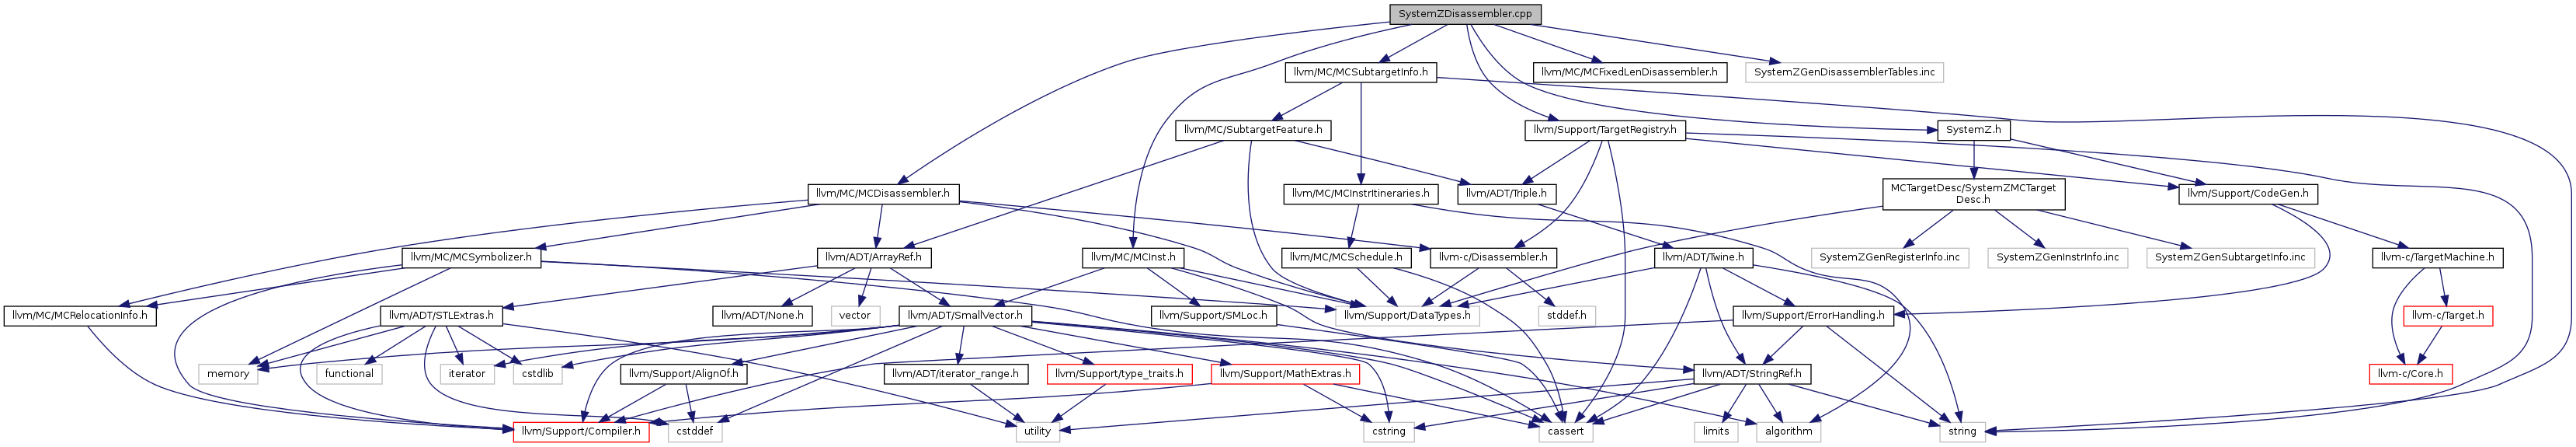 SystemZDisassembler.cpp
llvm/MC/MCSubtargetInfo.h
llvm/MC/MCFixedLenDisassembler.h
SystemZGenDisassemblerTables.inc
llvm/MC/SubtargetFeature.h
llvm/Support/TargetRegistry.h
SystemZ.h
llvm/MC/MCDisassembler.h
llvm/MC/MCInstrItineraries.h
llvm/ADT/Triple.h
MCTargetDesc/SystemZMCTarget
Desc.h
llvm/Support/CodeGen.h
llvm/MC/MCSymbolizer.h
llvm/ADT/ArrayRef.h
llvm/MC/MCInst.h
llvm/MC/MCSchedule.h
llvm-c/Disassembler.h
llvm/ADT/Twine.h
SystemZGenRegisterInfo.inc
SystemZGenInstrInfo.inc
SystemZGenSubtargetInfo.inc
llvm-c/TargetMachine.h
llvm/MC/MCRelocationInfo.h
llvm/ADT/STLExtras.h
llvm/ADT/None.h
vector
llvm/ADT/SmallVector.h
llvm/Support/SMLoc.h
llvm/Support/DataTypes.h
stddef.h
llvm/Support/ErrorHandling.h
llvm-c/Target.h
memory
functional
iterator
cstdlib
llvm/Support/AlignOf.h
llvm/ADT/iterator_range.h
llvm/Support/type_traits.h
llvm/Support/MathExtras.h
llvm/ADT/StringRef.h
llvm-c/Core.h
llvm/Support/Compiler.h
cstddef
utility
cstring
cassert
limits
algorithm
string